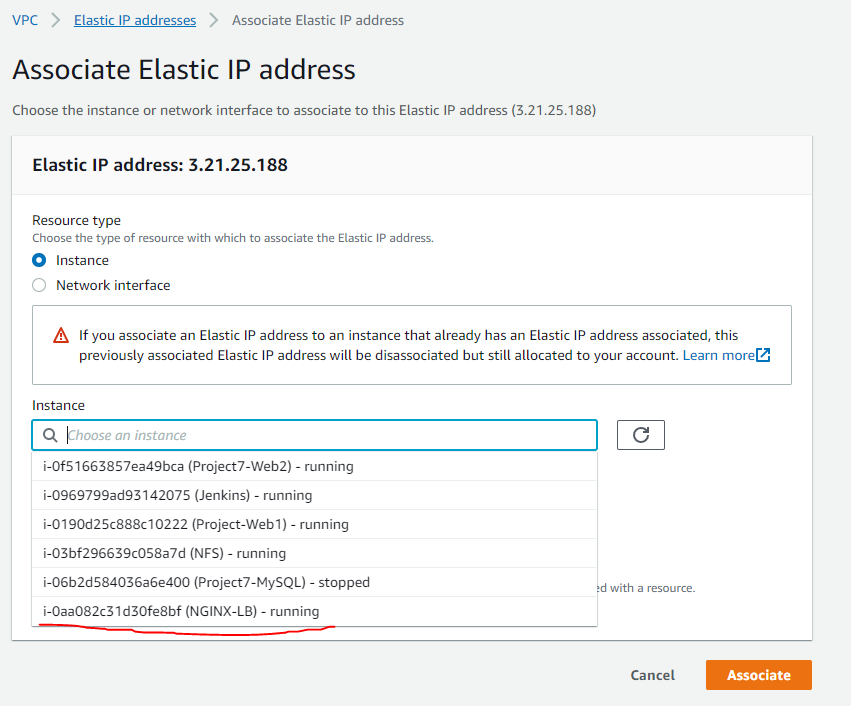 VPC > Elastic IP addresses > Associate Elastic IP address
Associate Elastic IP address
Choose the instance or network interface to associate to this Elastic IP address (3.21.25.188)
Elastic IP address: 3.21.25.188
Resource type
Choose the type of resource with which to associate the Elastic IP address.
Instance
Network interface
If you associate an Elastic IP address to an instance that already has an Elastic IP address associated, this
previously associated Elastic IP address will be disassociated but still allocated to your account. Learn more
Instance
Choose an instance
i-0f51663857ea49bca (Project7-Web2) - running
i-0969799ad93142075 (Jenkins) - running
i-0190d25c888c10222 (Project-Web1) - running
i-03bf296639c058a7d (NFS) - running
i-06b2d584036a6e400 (Project7-MySQL) - stopped
ed with a resource.
i-0aa082c31d30fe8bf (NGINX-LB) - running
Cancel
Associate